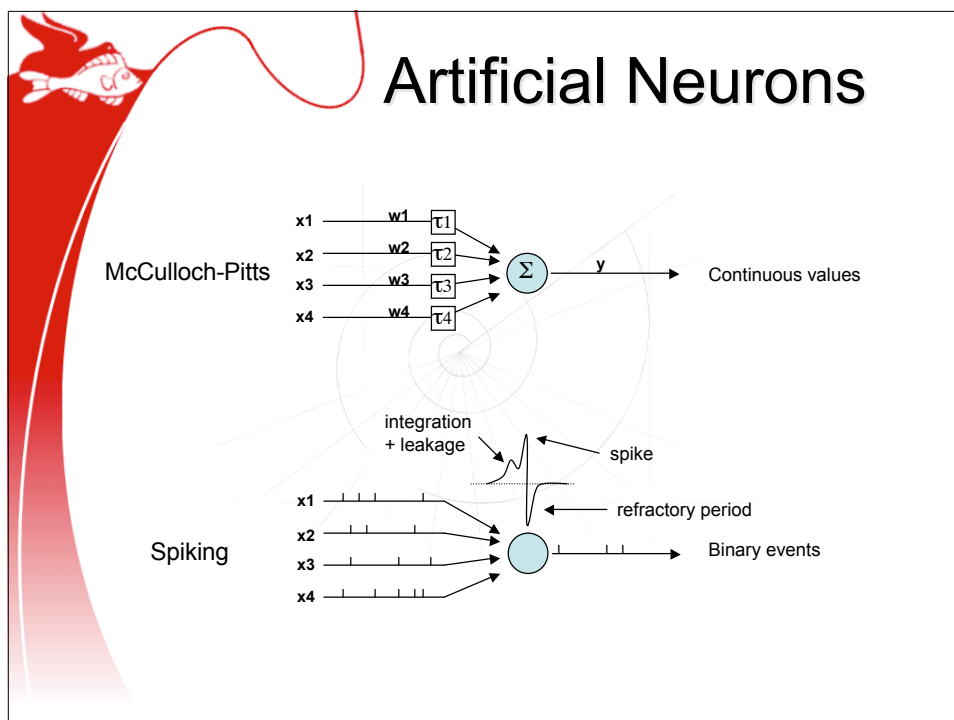 Artificial Neurons
McCulloch-Pitts
x1 w1 τ1
x2 w2 τ2
x3 w3 τ3
x4 w4 τ4
Σ
y
Continuous values
integration
+ leakage
spike
refractory period
Spiking
x1
x2
x3
x4
Binary events